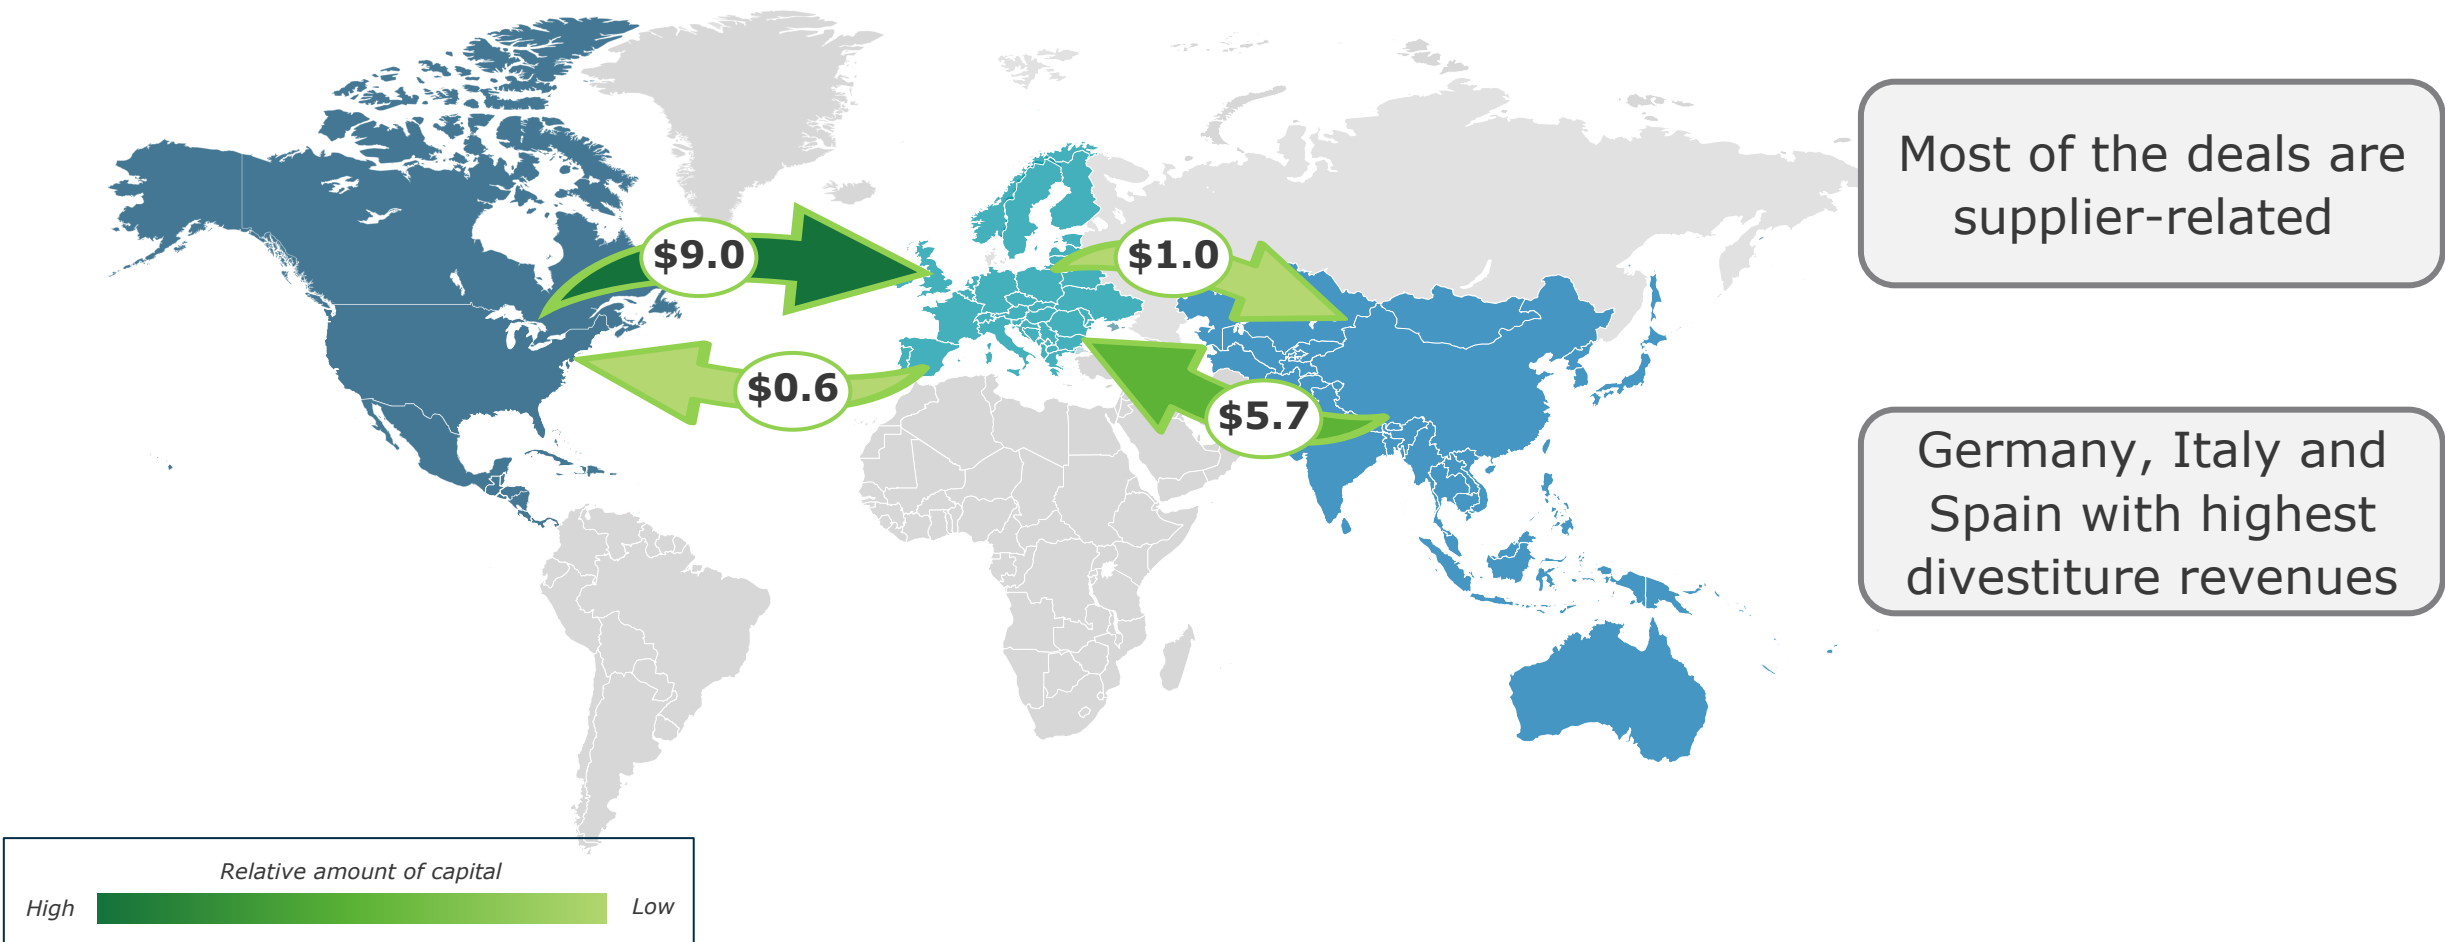 Most of the deals are
supplier-related
$9.0
$1.0
$0.6
$5.7
Germany, Italy and
Spain with highest
divestiture revenues
Relative amount of capital
High
Low